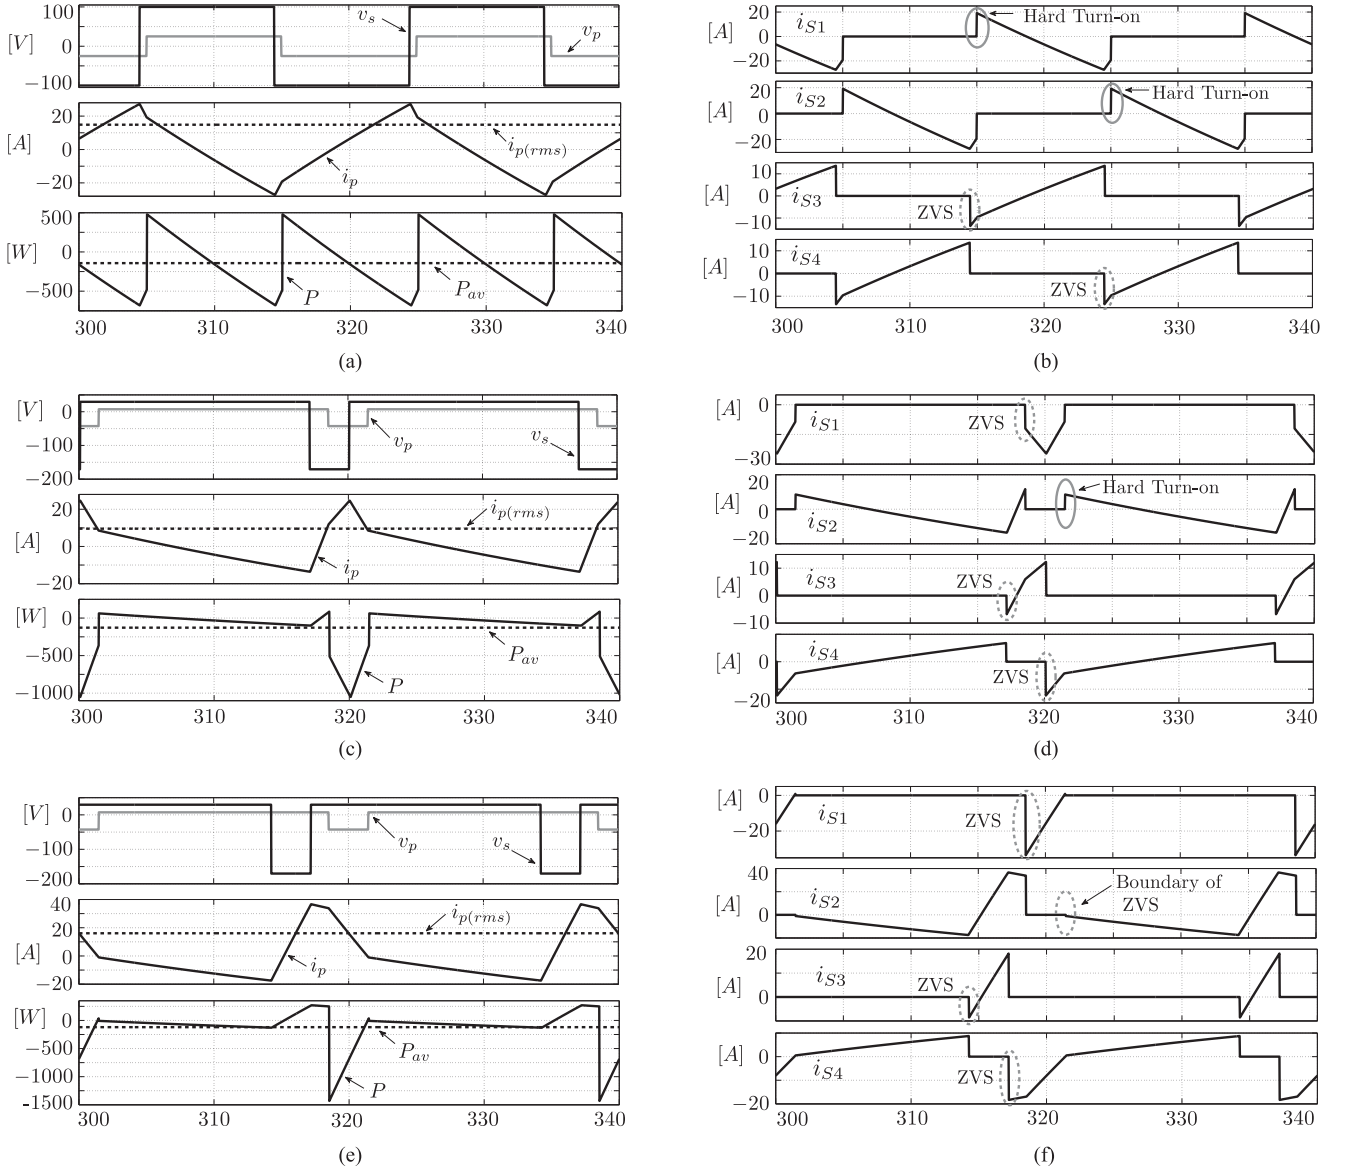 [V] 100 0 −100 v_s v_p
[A] 20 0 −20 i_p(rms) i_p
[W] 500 0 −500 P P_av
300 310 320 330 340
(a)
[A] 20 0 −20 i_S1 Hard Turn-on
[A] 20 0 −20 i_S2 Hard Turn-on
[A] 10 0 −10 i_S3 ZVS
[A] 10 0 −10 i_S4 ZVS
300 310 320 330 340
(b)
[V] 0 −100 −200 v_p v_s
[A] 20 0 −20 i_p(rms) i_p
[W] 0 −500 −1000 P_av P
300 310 320 330 340
(c)
[A] 0 −30 i_S1 ZVS
[A] 20 0 −20 i_S2 Hard Turn-on
[A] 10 0 −10 i_S3 ZVS
[A] 0 −20 i_S4 ZVS
300 310 320 330 340
(d)
[V] 0 −100 −200 v_p v_s
[A] 40 20 0 −20 i_p(rms) i_p
[W] 0 −500 −1000 -1500 P_av P
300 310 320 330 340
(e)
[A] 0 −20 i_S1 ZVS
[A] 40 0 −20 i_S2 Boundary of
ZVS
[A] 20 0 i_S3 ZVS
[A] 0 −20 i_S4 ZVS
300 310 320 330 340
(f)